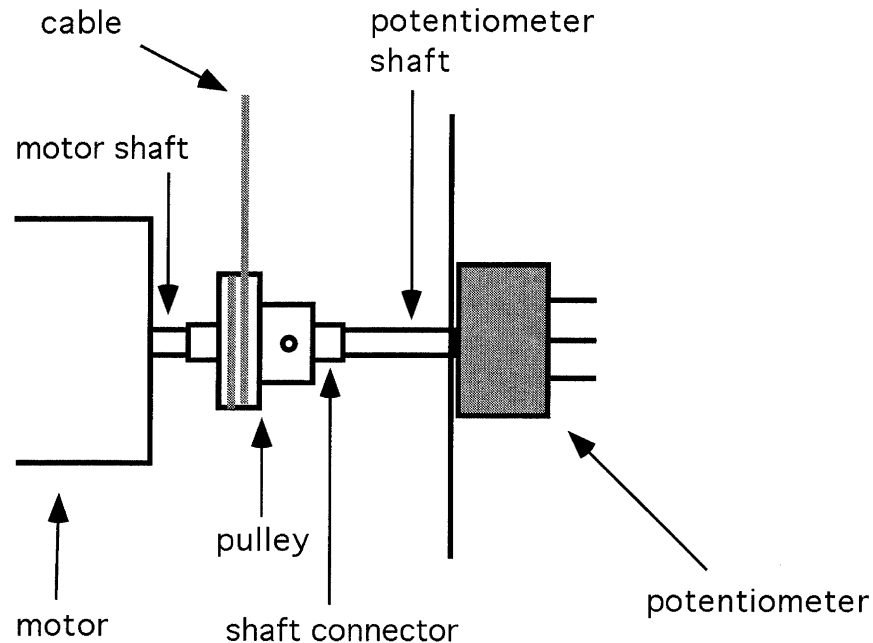 cable
potentiometer
shaft
motor shaft
pulley
potentiometer
motor
shaft connector